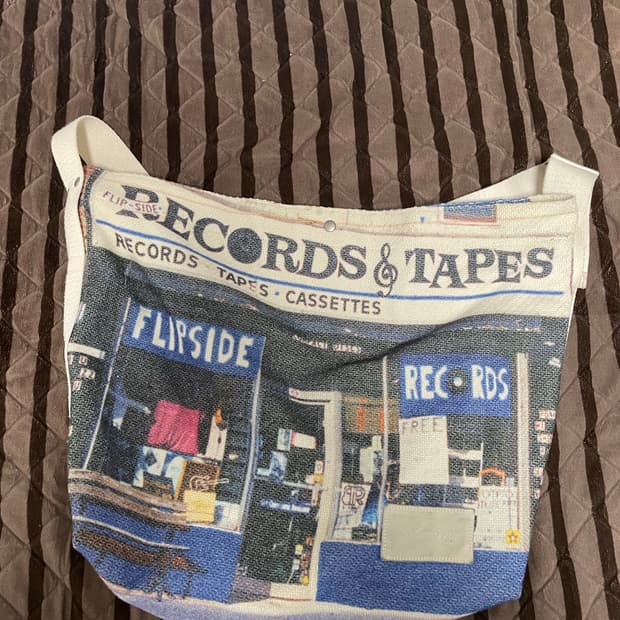 FLIP-SIDE
RECORDS & TAPES
RECORDS TAPES · CASSETTES
FLIPSIDE
RECORDS
FREE